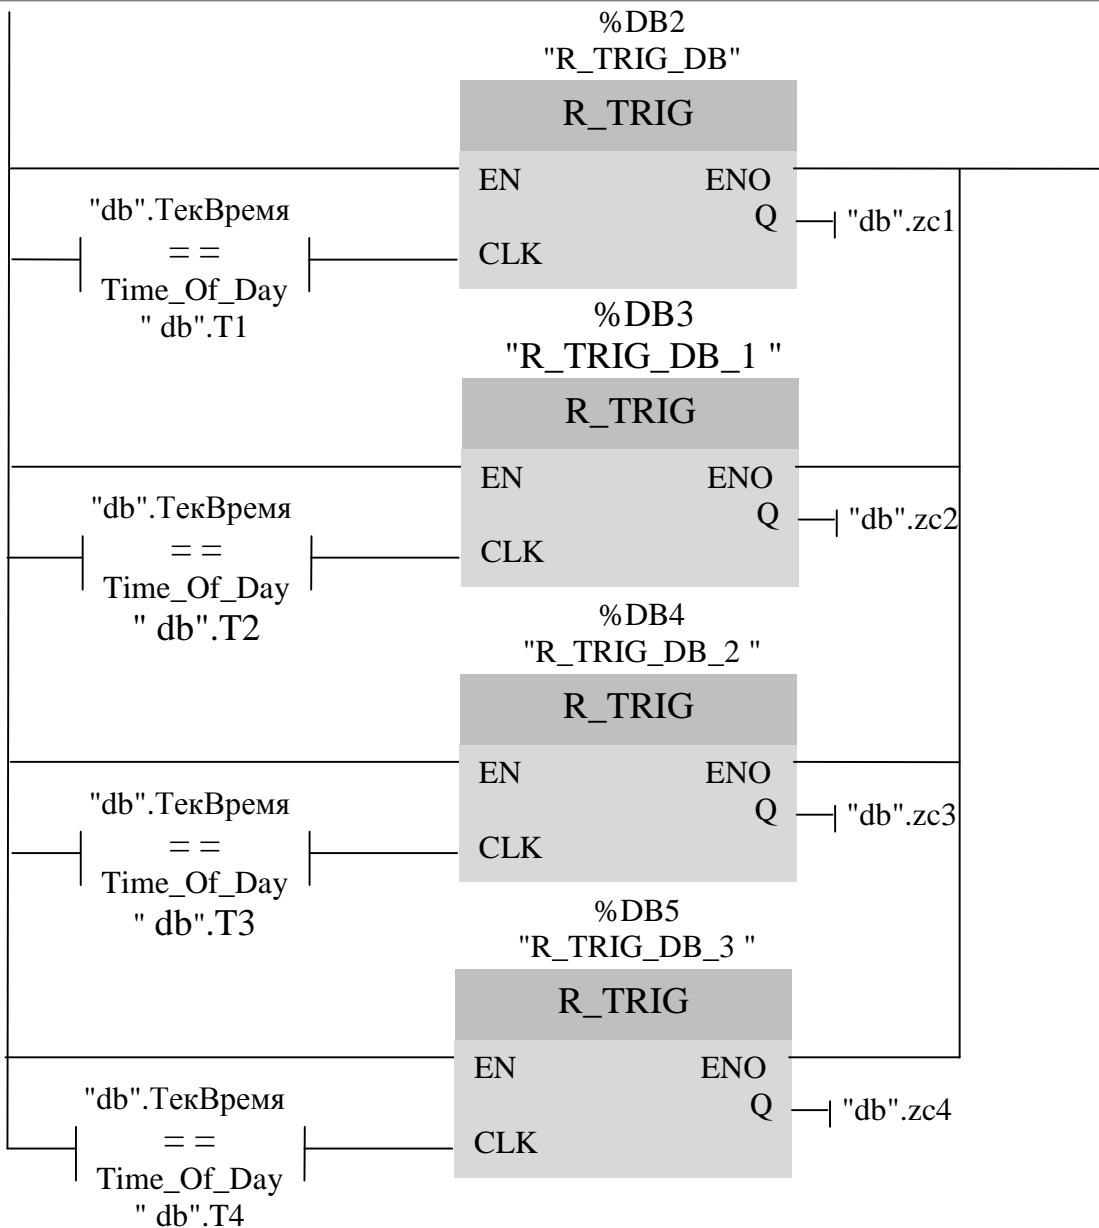 %DB2
"R_TRIG_DB"
R_TRIG
EN ENO
"db".ТекВремя
Q "db".zc1
= =
CLK
Time_Of_Day
" db".T1
%DB3
"R_TRIG_DB_1 "
R_TRIG
EN ENO
"db".ТекВремя
Q "db".zc2
= =
CLK
Time_Of_Day
" db".T2
%DB4
"R_TRIG_DB_2 "
R_TRIG
EN ENO
"db".ТекВремя
Q "db".zc3
= =
CLK
Time_Of_Day
" db".T3
%DB5
"R_TRIG_DB_3 "
R_TRIG
EN ENO
"db".ТекВремя
Q "db".zc4
= =
CLK
Time_Of_Day
" db".T4